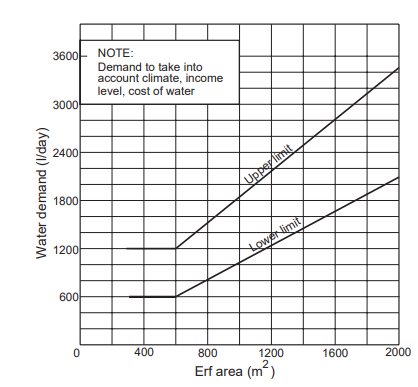 NOTE:
Demand to take into
account climate, income
level, cost of water
3600
3000
2400
1800
1200
600
Water demand (l/day)
Upper limit
Lower limit
0
400
800
1200
1600
2000
Erf area (m²)